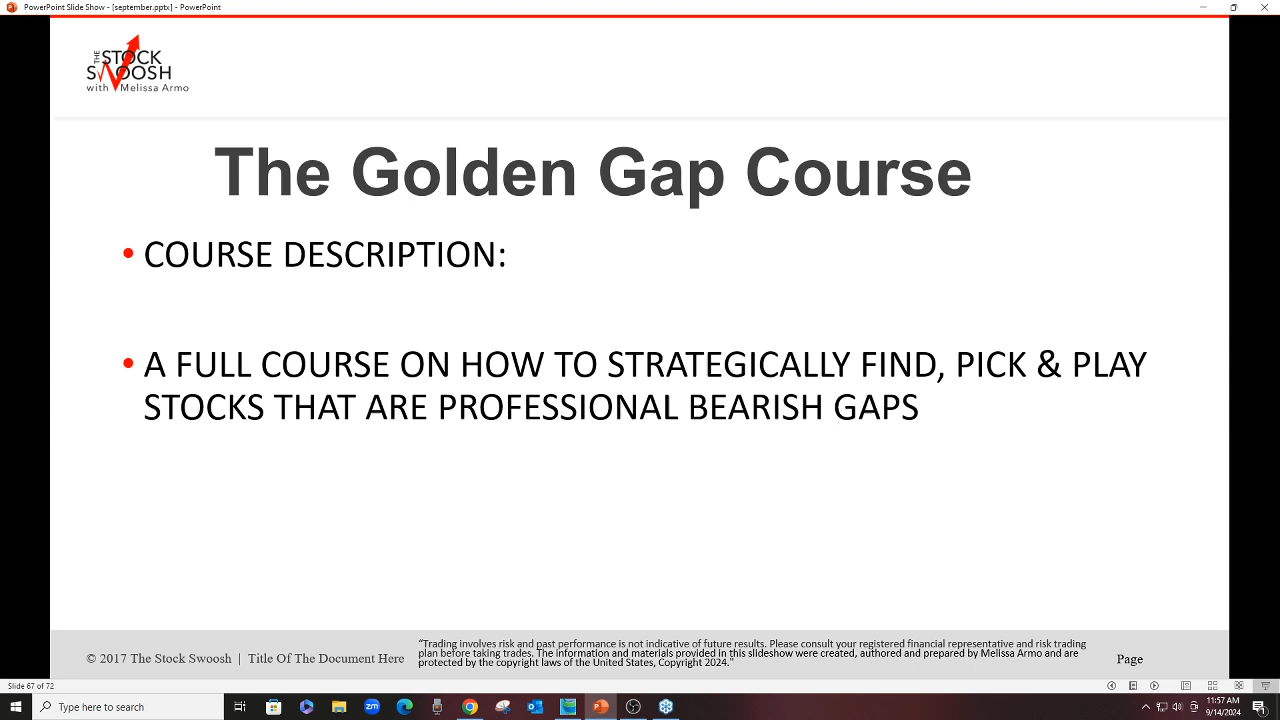 PowerPoint Slide Show - [september.pptx] - PowerPoint
THE STOCK
SWOOSH
with Melissa Armo
The Golden Gap Course
• COURSE DESCRIPTION:
• A FULL COURSE ON HOW TO STRATEGICALLY FIND, PICK & PLAY
STOCKS THAT ARE PROFESSIONAL BEARISH GAPS
© 2017 The Stock Swoosh | Title Of The Document Here
“Trading involves risk and past performance is not indicative of future results. Please consult your registered financial representative and risk trading
plan before taking trades. The information and materials provided in this slideshow were created, authored and prepared by Melissa Armo and are
protected by the copyright laws of the United States, Copyright 2024."
Page
Slide 67 of 72
Type here to search
11:57 AM
9/14/2024